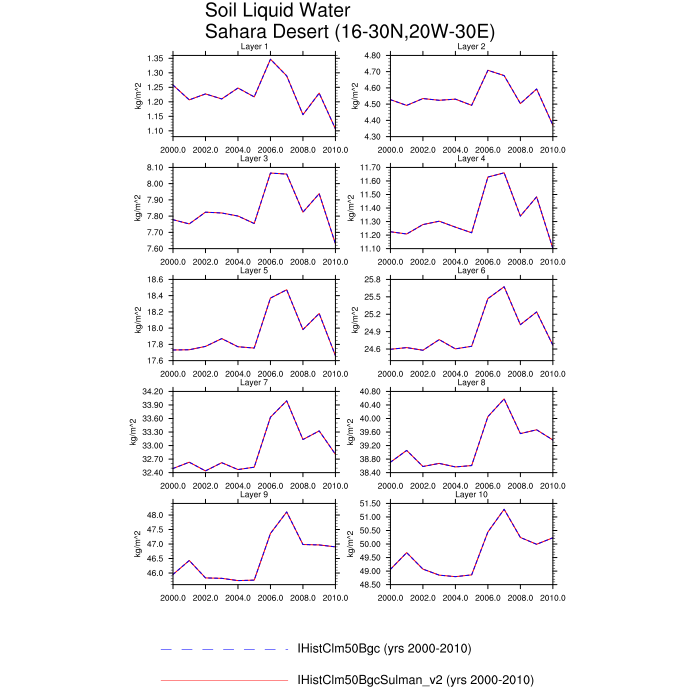 Soil Liquid Water
Sahara Desert (16-30N,20W-30E)
Layer 1
kg/m^2
1.35
1.30
1.25
1.20
1.15
1.10
2000.0 2002.0 2004.0 2006.0 2008.0 2010.0
Layer 2
kg/m^2
4.80
4.70
4.60
4.50
4.40
4.30
2000.0 2002.0 2004.0 2006.0 2008.0 2010.0
Layer 3
kg/m^2
8.10
8.00
7.90
7.80
7.70
7.60
2000.0 2002.0 2004.0 2006.0 2008.0 2010.0
Layer 4
kg/m^2
11.70
11.60
11.50
11.40
11.30
11.20
11.10
2000.0 2002.0 2004.0 2006.0 2008.0 2010.0
Layer 5
kg/m^2
18.6
18.4
18.2
18.0
17.8
17.6
2000.0 2002.0 2004.0 2006.0 2008.0 2010.0
Layer 6
kg/m^2
25.8
25.5
25.2
24.9
24.6
2000.0 2002.0 2004.0 2006.0 2008.0 2010.0
Layer 7
kg/m^2
34.20
33.90
33.60
33.30
33.00
32.70
32.40
2000.0 2002.0 2004.0 2006.0 2008.0 2010.0
Layer 8
kg/m^2
40.80
40.40
40.00
39.60
39.20
38.80
38.40
2000.0 2002.0 2004.0 2006.0 2008.0 2010.0
Layer 9
kg/m^2
48.0
47.5
47.0
46.5
46.0
2000.0 2002.0 2004.0 2006.0 2008.0 2010.0
Layer 10
kg/m^2
51.50
51.00
50.50
50.00
49.50
49.00
48.50
2000.0 2002.0 2004.0 2006.0 2008.0 2010.0
IHistClm50Bgc (yrs 2000-2010)
IHistClm50BgcSulman_v2 (yrs 2000-2010)